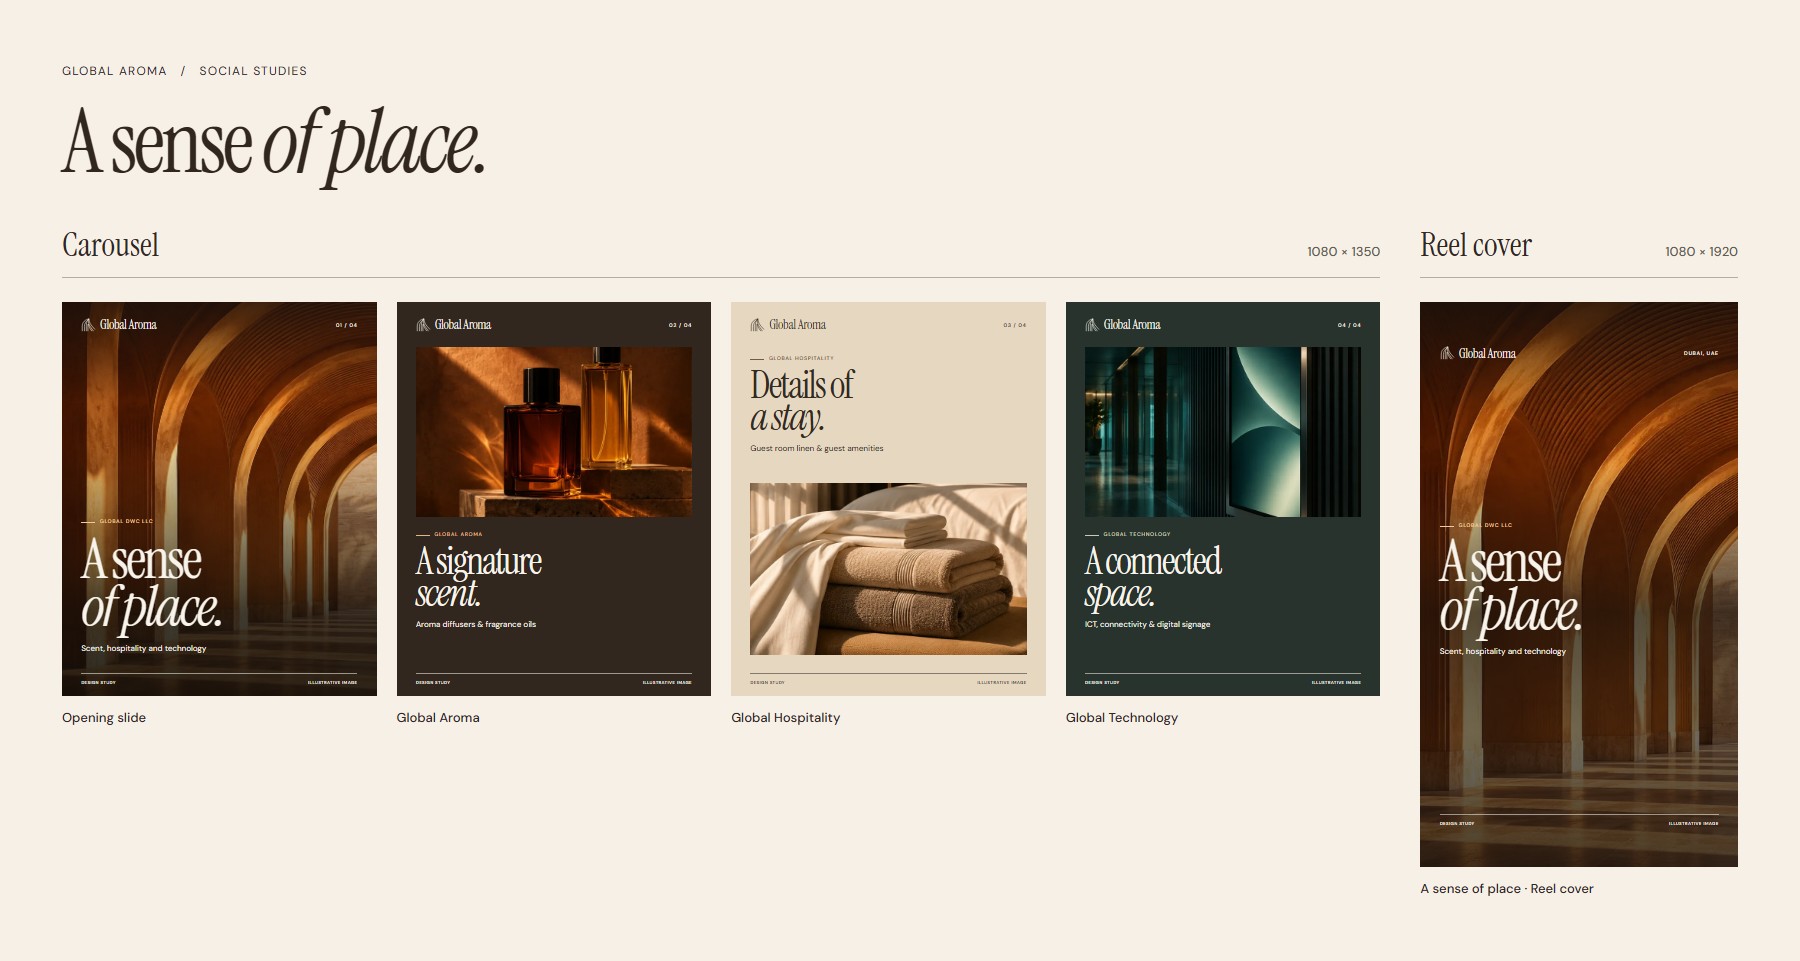 GLOBAL AROMA / SOCIAL STUDIES
A sense of place.
Carousel
1080 × 1350
Reel cover
1080 × 1920
Global Aroma
01 / 04
GLOBAL DWC LLC
A sense
of place.
Scent, hospitality and technology
DESIGN STUDY
ILLUSTRATIVE IMAGE
Opening slide
Global Aroma
02 / 04
GLOBAL AROMA
A signature
scent.
Aroma diffusers & fragrance oils
DESIGN STUDY
ILLUSTRATIVE IMAGE
Global Aroma
Global Aroma
03 / 04
GLOBAL HOSPITALITY
Details of
a stay.
Guest room linen & guest amenities
DESIGN STUDY
ILLUSTRATIVE IMAGE
Global Hospitality
Global Aroma
04 / 04
GLOBAL TECHNOLOGY
A connected
space.
ICT, connectivity & digital signage
DESIGN STUDY
ILLUSTRATIVE IMAGE
Global Technology
Global Aroma
DUBAI, UAE
GLOBAL DWC LLC
A sense
of place.
Scent, hospitality and technology
DESIGN STUDY
ILLUSTRATIVE IMAGE
A sense of place · Reel cover